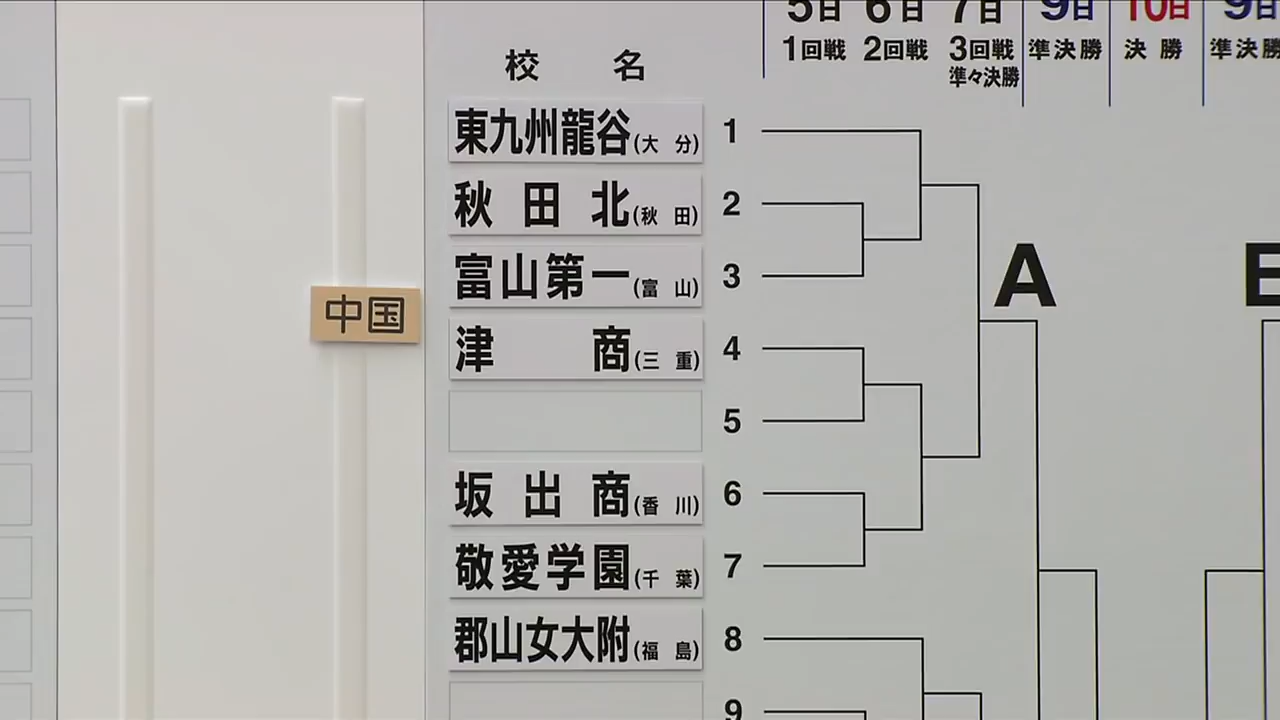 5日 6日 7日 9日 10日 9日
1回戦 2回戦 3回戦 準決勝 決勝 準決勝
準々決勝
校名
東九州龍谷(大分) 1
秋田北(秋田) 2
富山第一(富山) 3
A
中国
津商(三重) 4
5
坂出商(香川) 6
敬愛学園(千葉) 7
郡山女大附(福島) 8
9